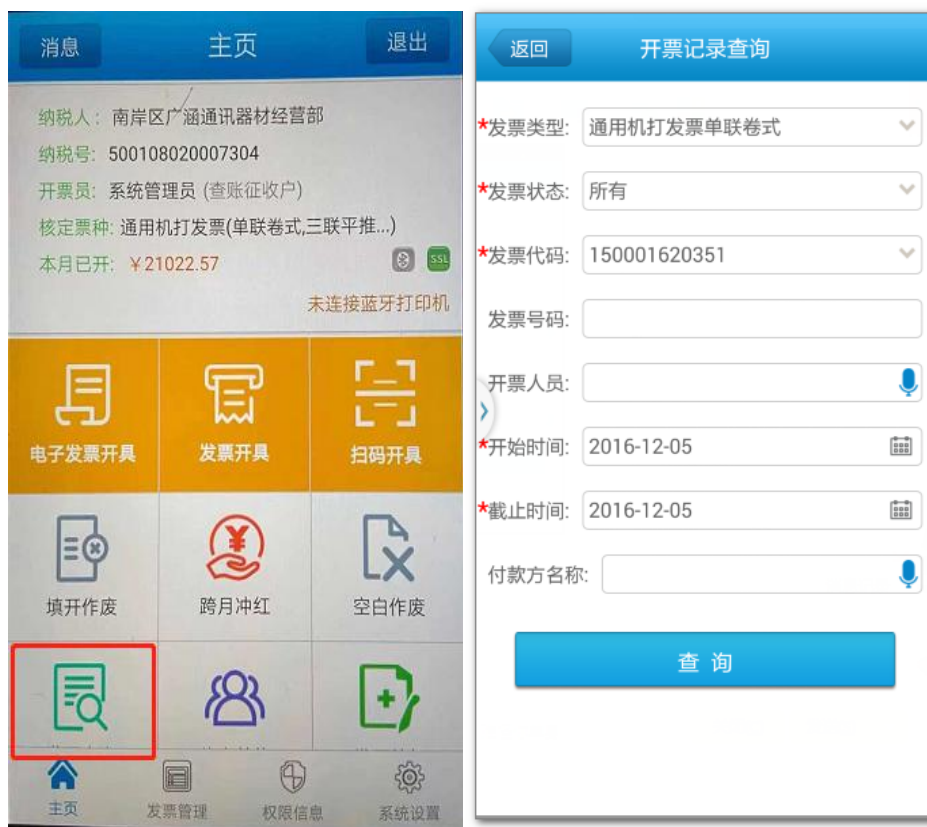 消息
主页
退出
纳税人: 南岸区广涵通讯器材经营部
纳税号: 500108020007304
开票员: 系统管理员 (查账征收户)
核定票种: 通用机打发票(单联卷式,三联平推...)
本月已开: ￥21022.57
SSL
未连接蓝牙打印机
电子发票开具
发票开具
扫码开具
填开作废
跨月冲红
空白作废
主页
发票管理
权限信息
系统设置
返回
开票记录查询
*发票类型: 通用机打发票单联卷式
*发票状态: 所有
*发票代码: 150001620351
发票号码:
开票人员:
*开始时间: 2016-12-05
*截止时间: 2016-12-05
付款方名称:
查 询